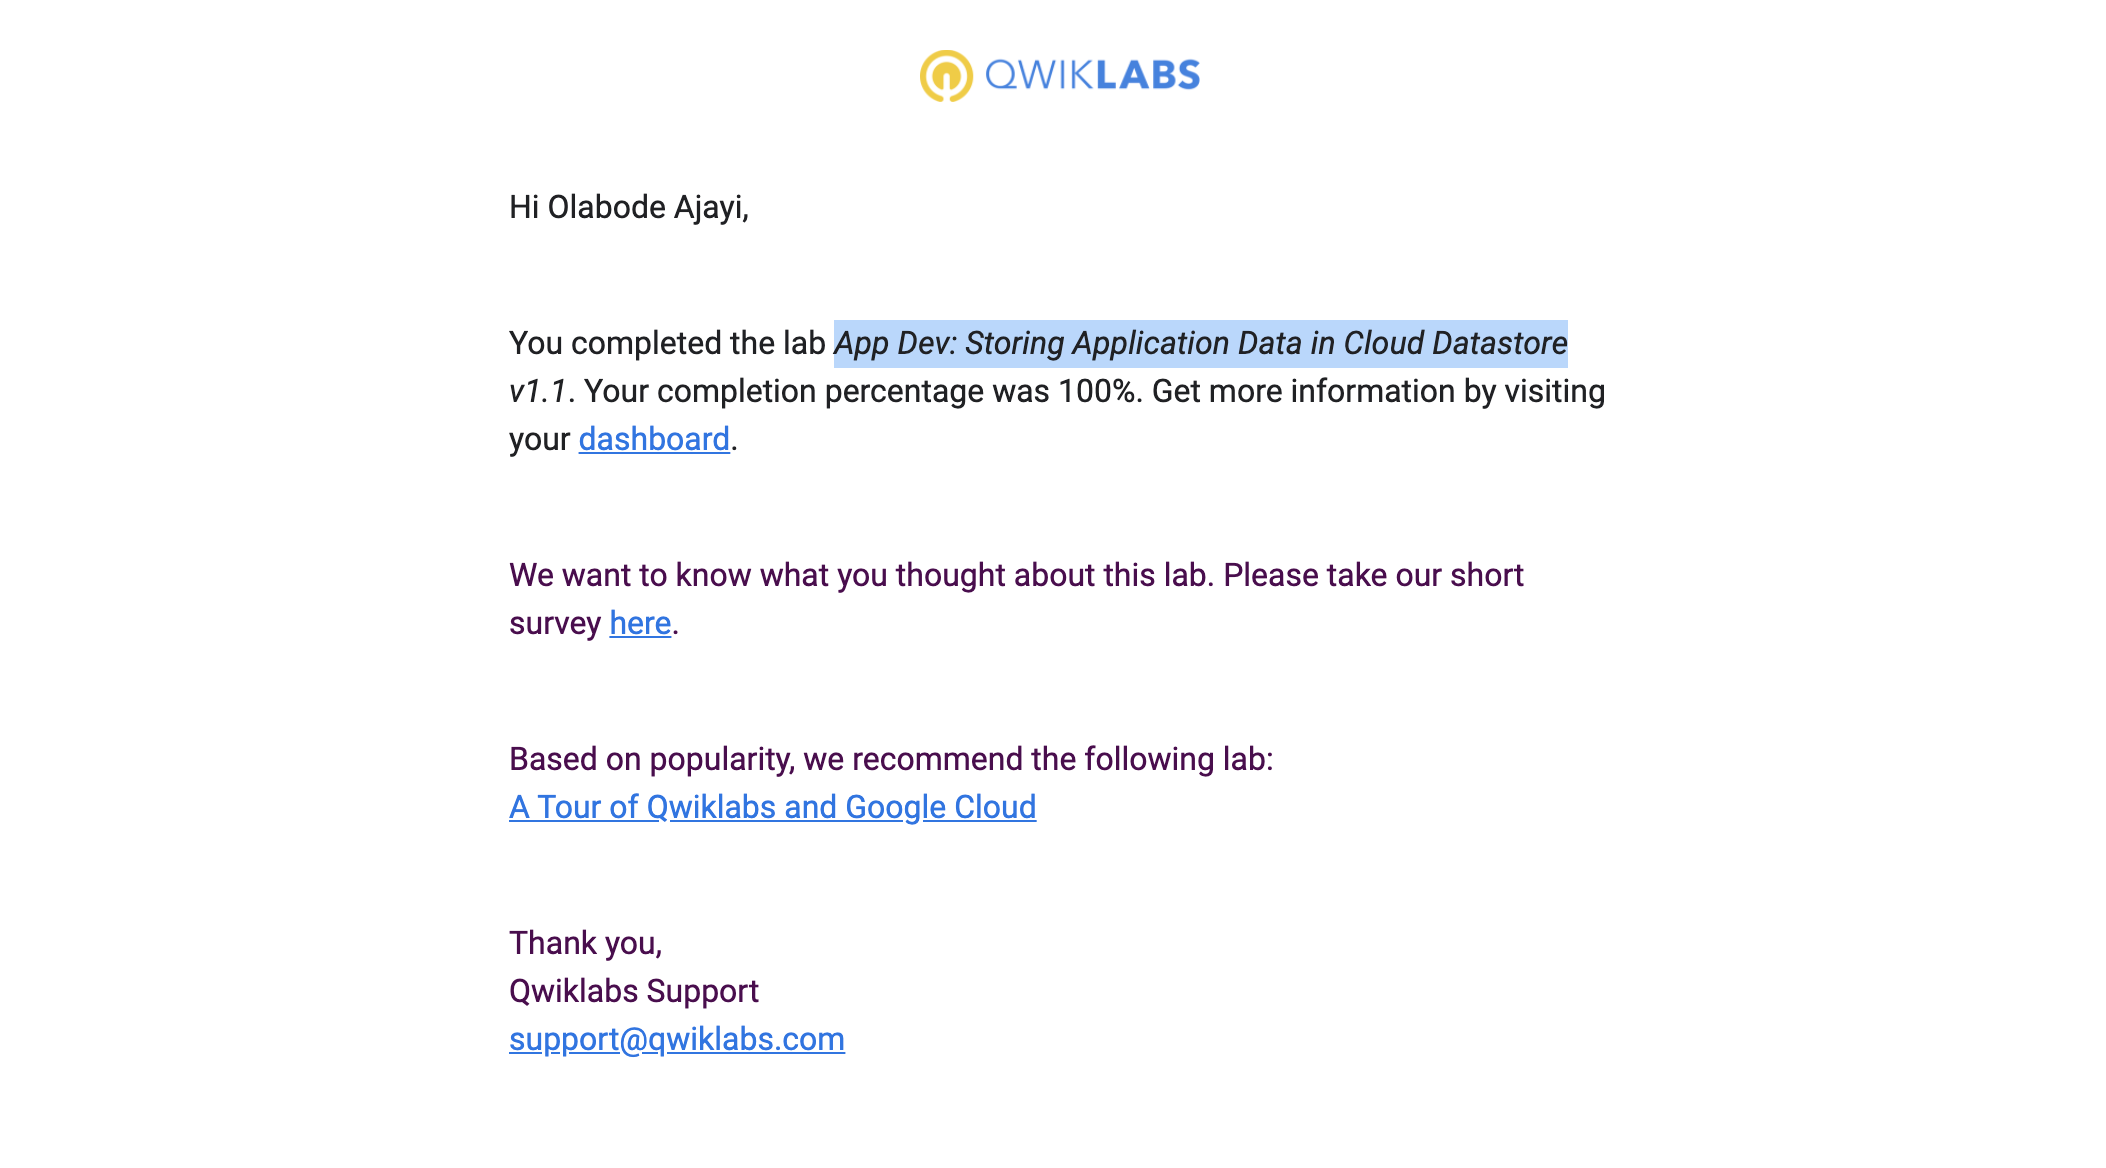 QWIKLABS
Hi Olabode Ajayi,
You completed the lab App Dev: Storing Application Data in Cloud Datastore
v1.1. Your completion percentage was 100%. Get more information by visiting
your dashboard.
We want to know what you thought about this lab. Please take our short
survey here.
Based on popularity, we recommend the following lab:
A Tour of Qwiklabs and Google Cloud
Thank you,
Qwiklabs Support
support@qwiklabs.com